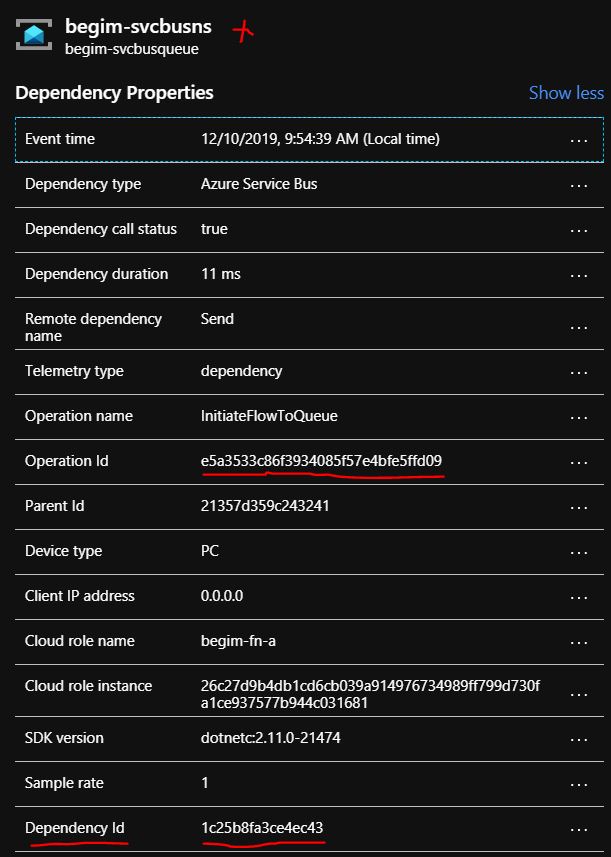 begim-svcbusns
begim-svcbusqueue
Dependency Properties Show less
Event time 12/10/2019, 9:54:39 AM (Local time) ...
Dependency type Azure Service Bus ...
Dependency call status true ...
Dependency duration 11 ms ...
Remote dependency Send ...
name
Telemetry type dependency ...
Operation name InitiateFlowToQueue ...
Operation Id e5a3533c86f3934085f57e4bfe5ffd09 ...
Parent Id 21357d359c243241 ...
Device type PC ...
Client IP address 0.0.0.0 ...
Cloud role name begim-fn-a ...
Cloud role instance 26c27d9b4db1cd6cb039a914976734989ff799d730f ...
a1ce937577b944c031681
SDK version dotnetc:2.11.0-21474 ...
Sample rate 1 ...
Dependency Id 1c25b8fa3ce4ec43 ...